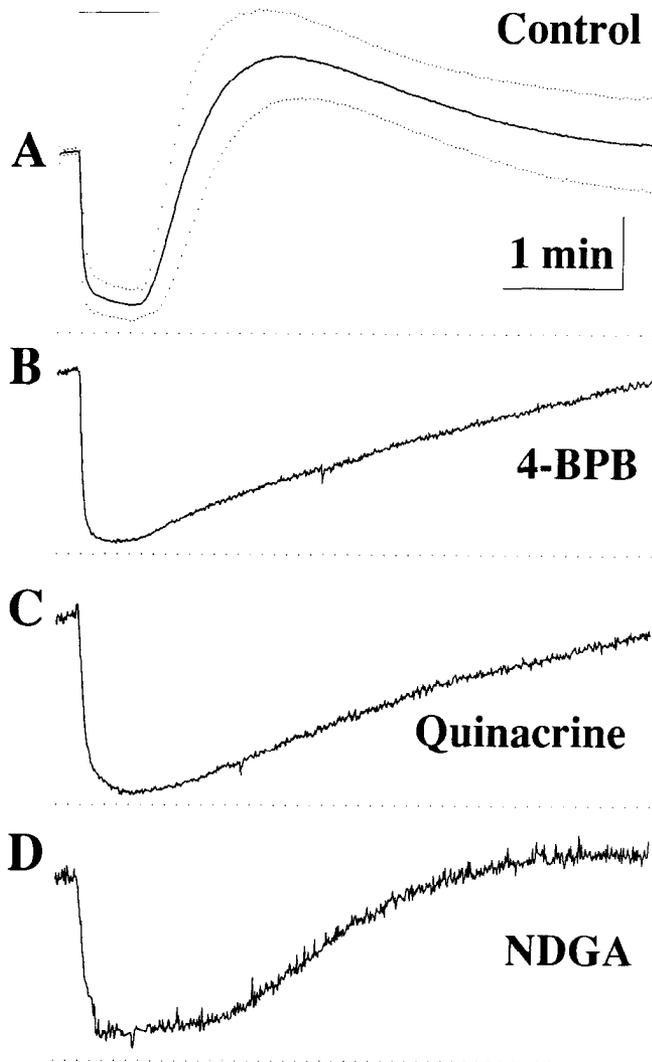 Control
A
1 min
B
4-BPB
C
Quinacrine
D
NDGA